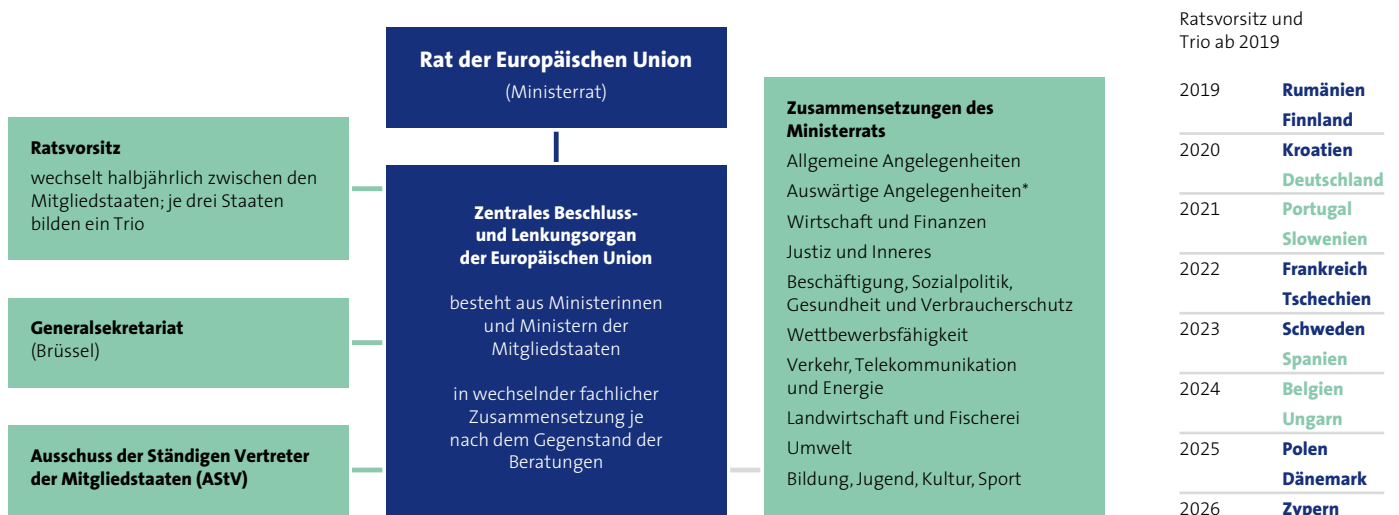 Rat der Europäischen Union
(Ministerrat)
Ratsvorsitz
wechselt halbjährlich zwischen den
Mitgliedstaaten; je drei Staaten
bilden ein Trio
Generalsekretariat
(Brüssel)
Ausschuss der Ständigen Vertreter
der Mitgliedstaaten (AStV)
Zentrales Beschluss-
und Lenkungsorgan
der Europäischen Union
besteht aus Ministerinnen
und Ministern der
Mitgliedstaaten
in wechselnder fachlicher
Zusammensetzung je
nach dem Gegenstand der
Beratungen
Zusammensetzungen des
Ministerrats
Allgemeine Angelegenheiten
Auswärtige Angelegenheiten*
Wirtschaft und Finanzen
Justiz und Inneres
Beschäftigung, Sozialpolitik,
Gesundheit und Verbraucherschutz
Wettbewerbsfähigkeit
Verkehr, Telekommunikation
und Energie
Landwirtschaft und Fischerei
Umwelt
Bildung, Jugend, Kultur, Sport
Ratsvorsitz und
Trio ab 2019
2019 Rumänien
Finnland
2020 Kroatien
Deutschland
2021 Portugal
Slowenien
2022 Frankreich
Tschechien
2023 Schweden
Spanien
2024 Belgien
Ungarn
2025 Polen
Dänemark
2026 Zypern